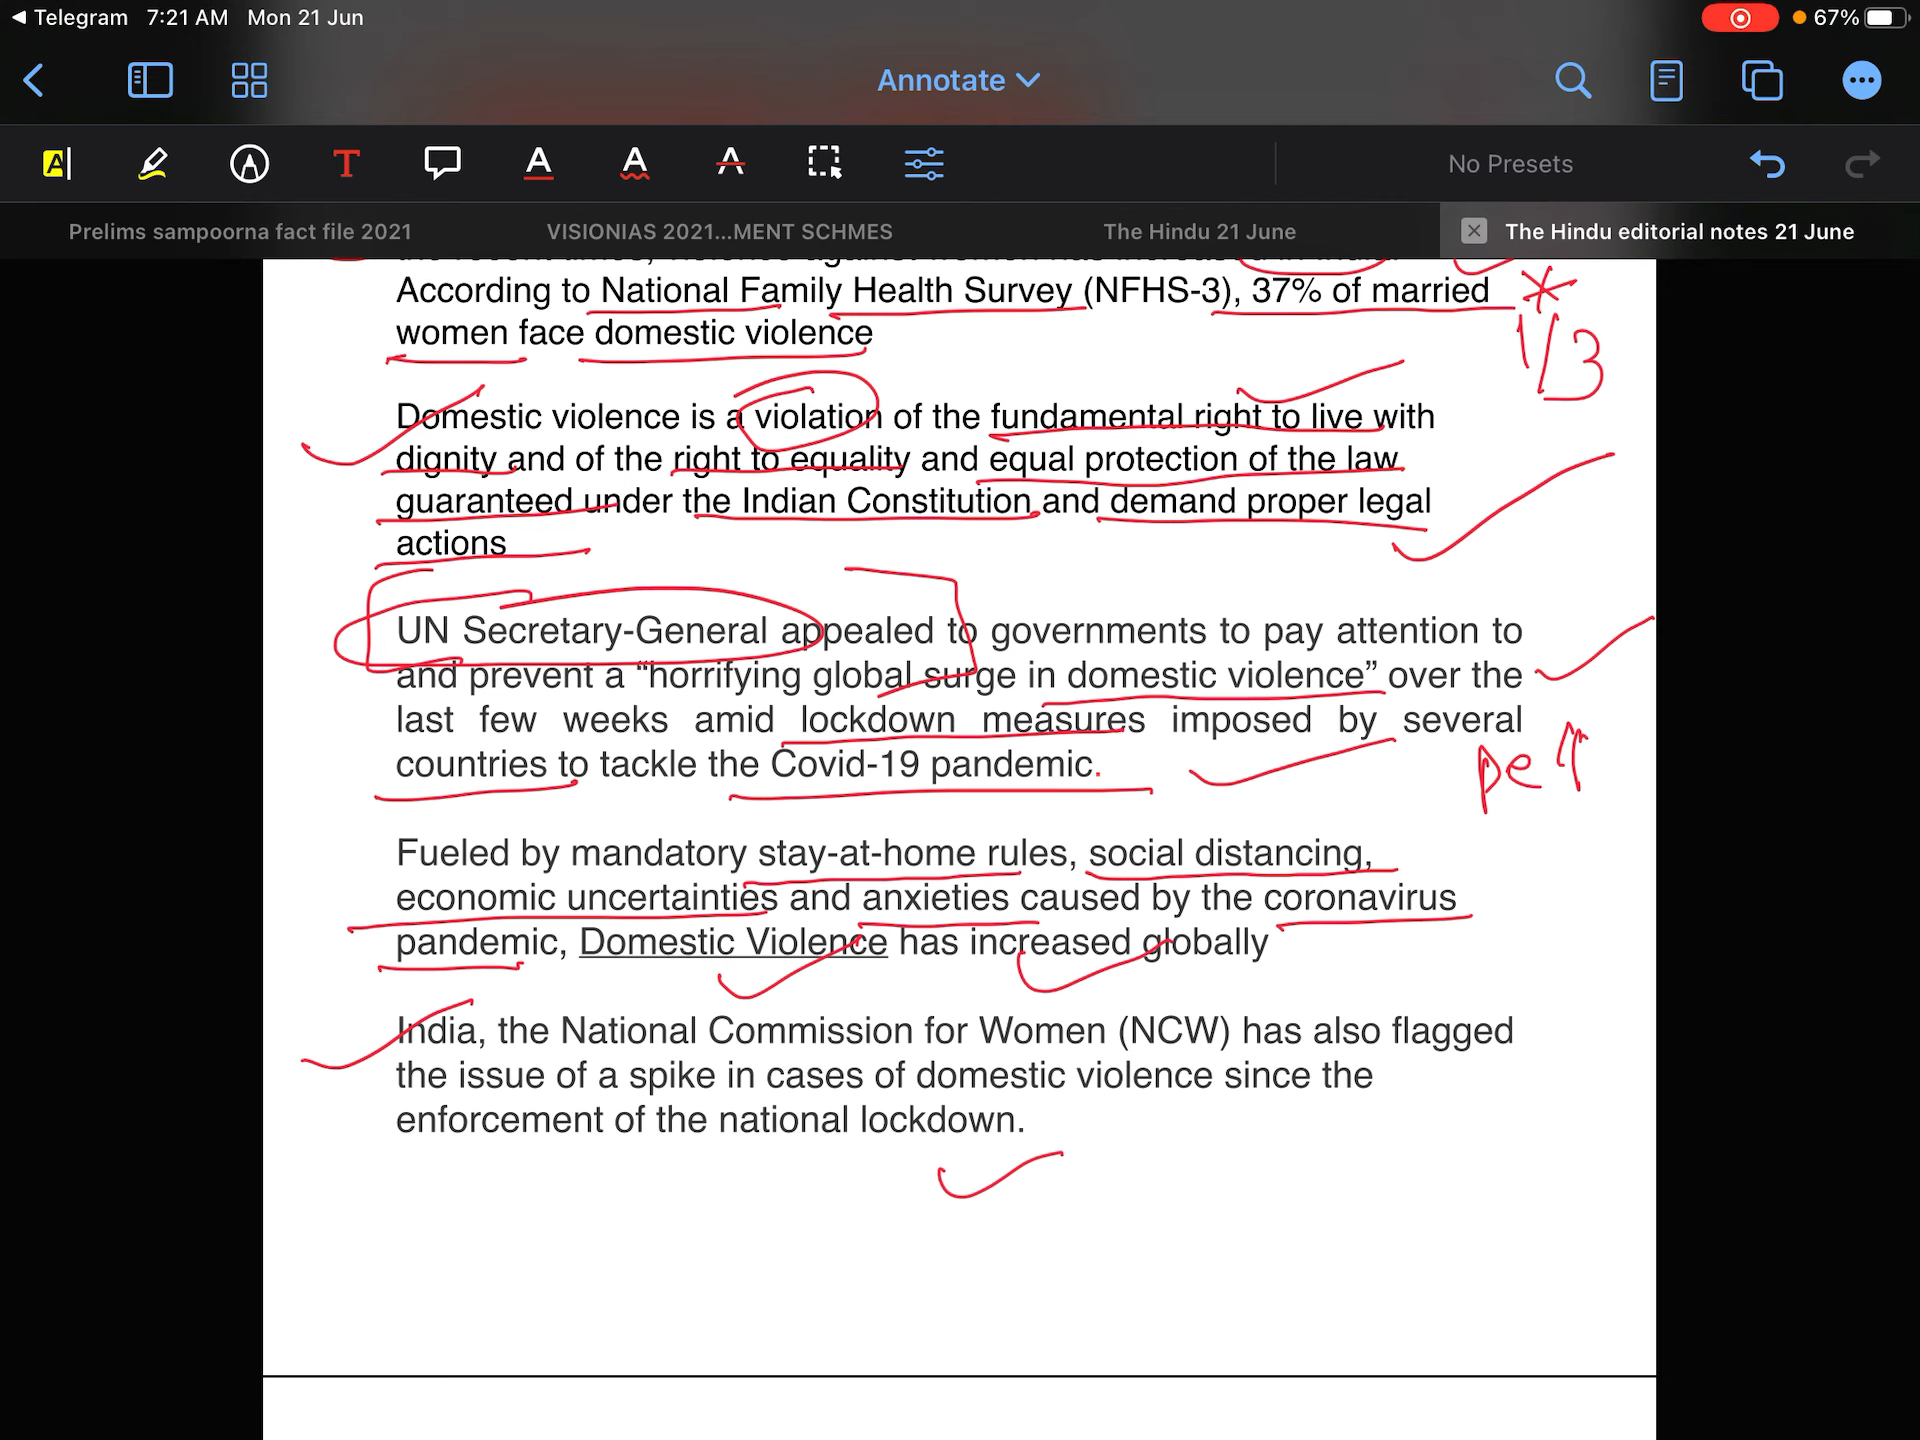 Telegram 7:21 AM Mon 21 Jun 67%
Annotate
No Presets
Prelims sampoorna fact file 2021 VISIONIAS 2021...MENT SCHMES The Hindu 21 June The Hindu editorial notes 21 June
According to National Family Health Survey (NFHS-3), 37% of married
women face domestic violence
1/3
Domestic violence is a violation of the fundamental right to live with
dignity and of the right to equality and equal protection of the law
guaranteed under the Indian Constitution and demand proper legal
actions
UN Secretary-General appealed to governments to pay attention to
and prevent a “horrifying global surge in domestic violence” over the
last few weeks amid lockdown measures imposed by several
countries to tackle the Covid-19 pandemic.
Fueled by mandatory stay-at-home rules, social distancing,
economic uncertainties and anxieties caused by the coronavirus
pandemic, Domestic Violence has increased globally
India, the National Commission for Women (NCW) has also flagged
the issue of a spike in cases of domestic violence since the
enforcement of the national lockdown.